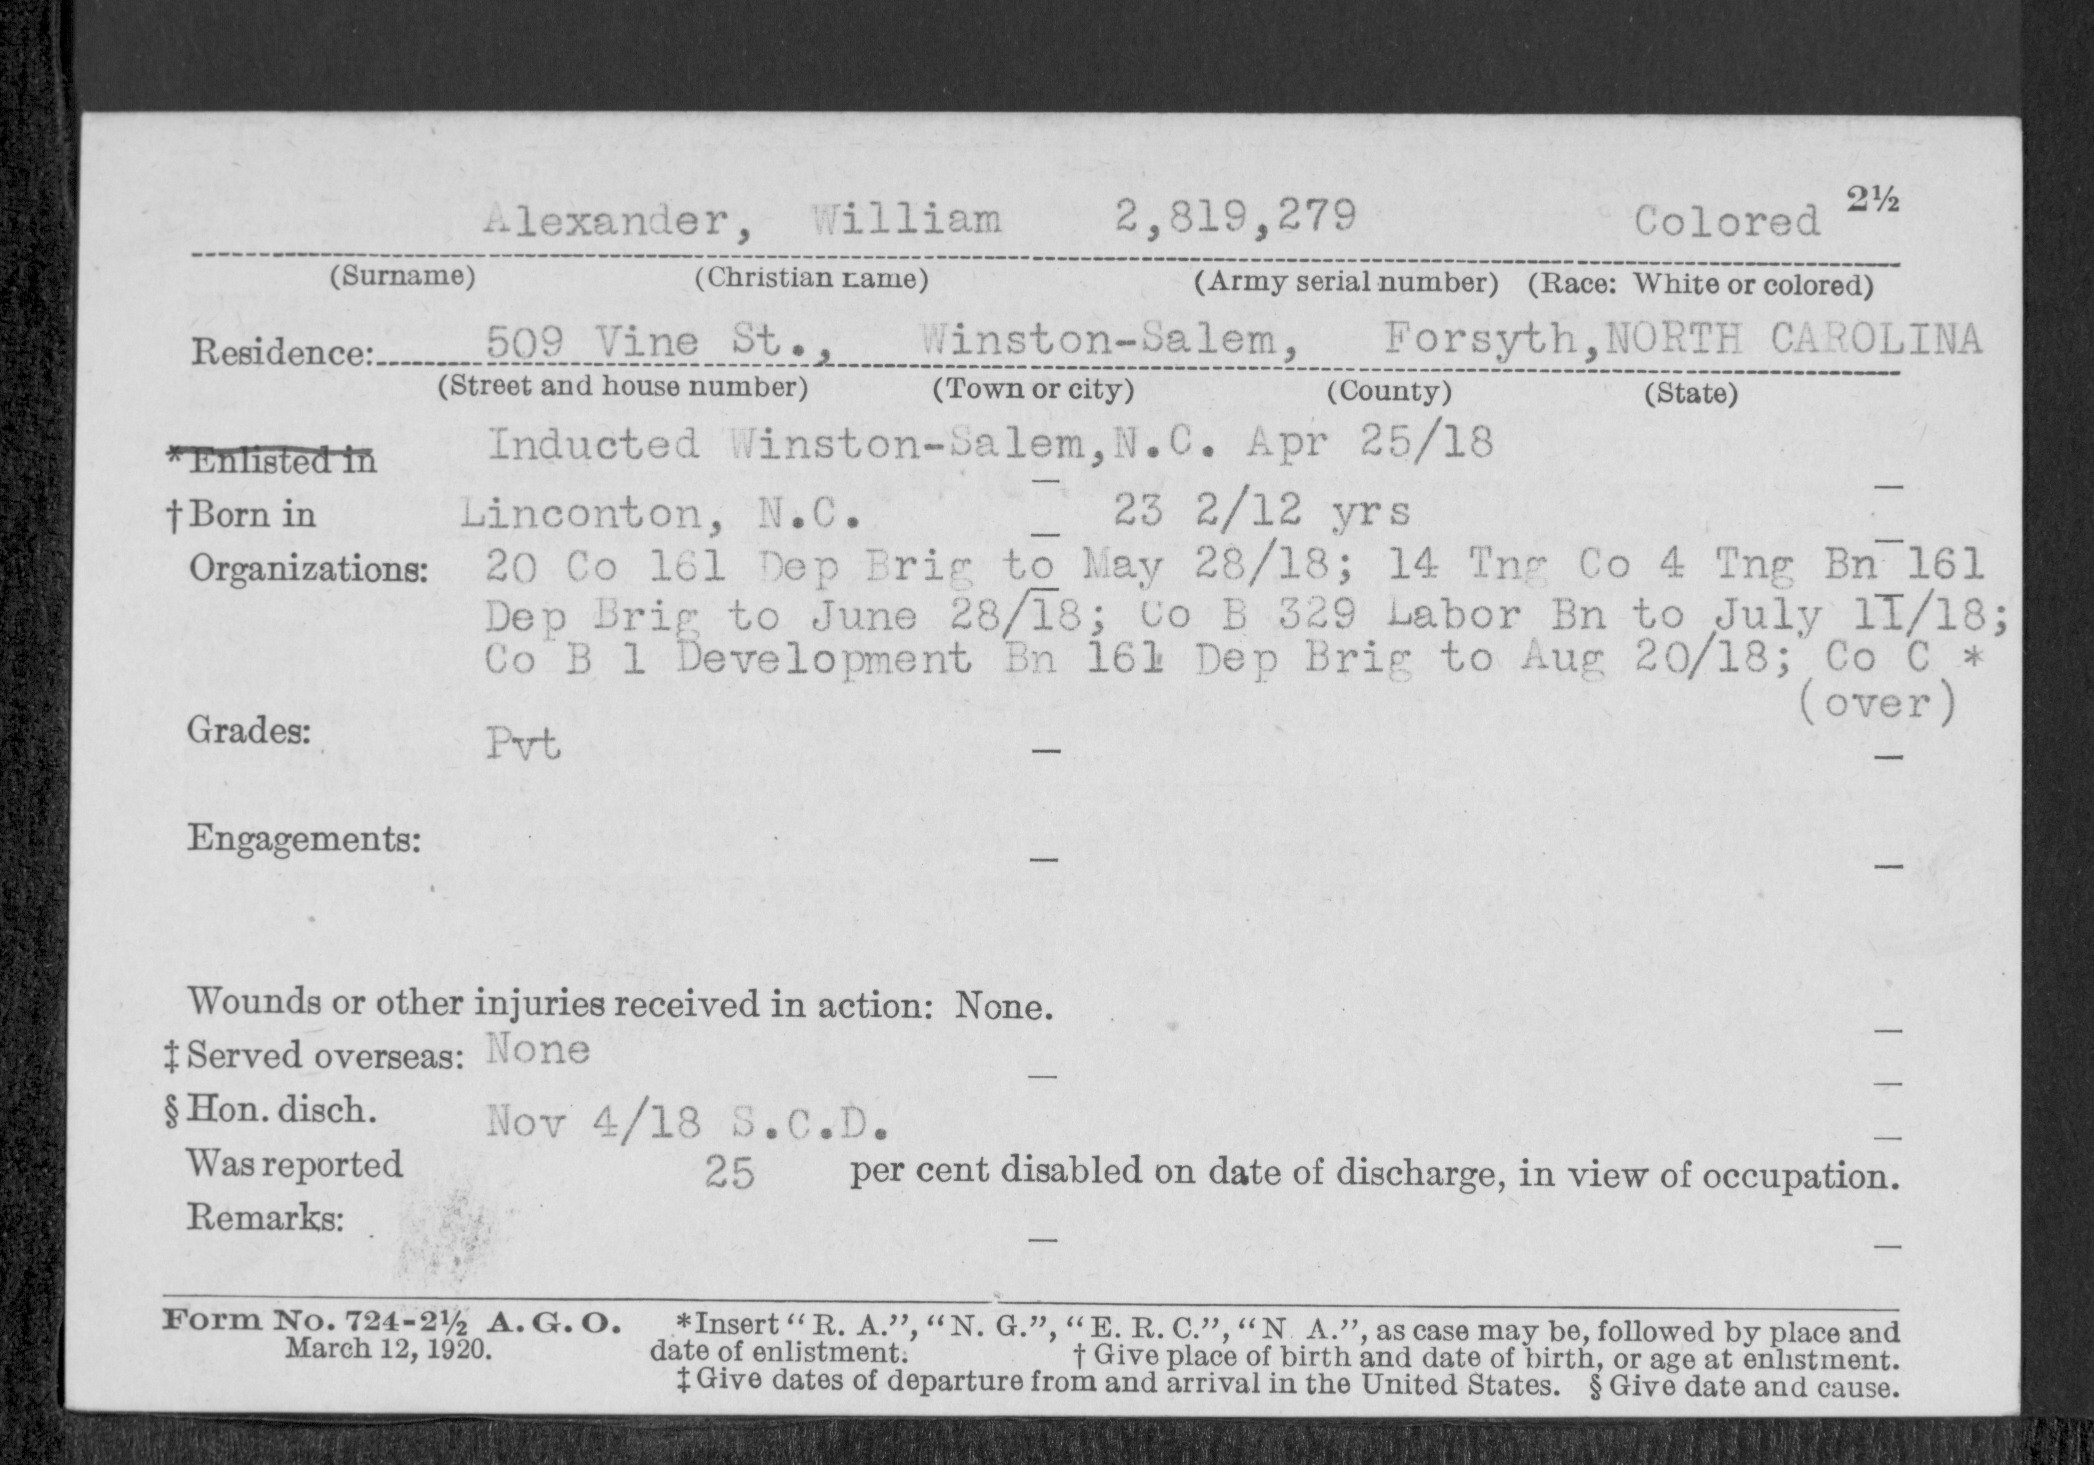 Alexander, William 2,819,279 Colored 2½
(Surname) (Christian name) (Army serial number) (Race: White or colored)
Residence: 509 Vine St., Winston-Salem, Forsyth, NORTH CAROLINA
(Street and house number) (Town or city) (County) (State)
*Enlisted in Inducted Winston-Salem, N.C. Apr 25/18
†Born in Linconton, N.C. 23 2/12 yrs
Organizations: 20 Co 161 Dep Brig to May 28/18; 14 Tng Co 4 Tng Bn 161
Dep Brig to June 28/18; Co B 329 Labor Bn to July 11/18;
Co B 1 Development Bn 161 Dep Brig to Aug 20/18; Co C *
(over)
Grades: Pvt
Engagements:
Wounds or other injuries received in action: None.
‡Served overseas: None
§Hon. disch. Nov 4/18 S.C.D.
Was reported 25 per cent disabled on date of discharge, in view of occupation.
Remarks:
Form No. 724-2½ A.G.O. *Insert "R. A.", "N. G.", "E. R. C.", "N A.", as case may be, followed by place and
March 12, 1920. date of enlistment. †Give place of birth and date of birth, or age at enlistment.
‡Give dates of departure from and arrival in the United States. §Give date and cause.